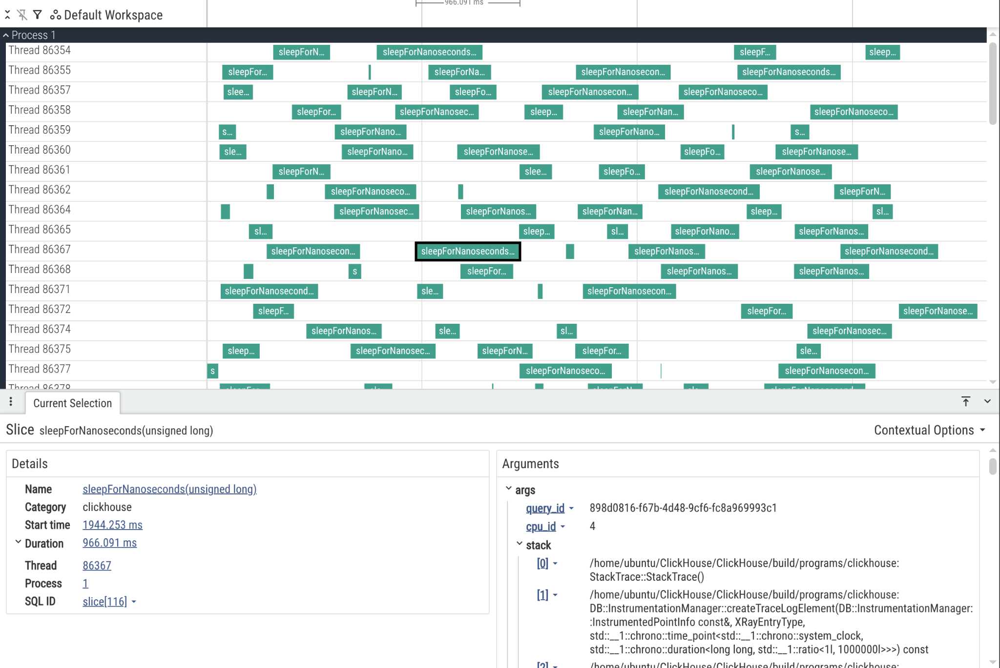 966.091 ms
Default Workspace
Process 1
Thread 86354 sleepForN... sleepForNanoseconds... sleepF... sleep...
Thread 86355 sleepFor... sleepForNa... sleepForNanosecon... sleepForNanoseconds...
Thread 86357 slee... sleepForN... sleepFo... sleepForNanosecon... sleepForNanoseco...
Thread 86358 sleepFor... sleepForNanosec... sleep... sleepForNan... sleepForNanoseco...
Thread 86359 s... sleepForNano... sleepForNano... s...
Thread 86360 sle... sleepForNano... sleepForNanose... sleepFo... sleepForNanose...
Thread 86361 sleepForN... slee... sleepFo... sleepForNanose...
Thread 86362 sleepForNanoseco... sleepForNanosecond... sleepForN...
Thread 86364 sleepForNanosec... sleepForNanos... sleepForNan... sleep... sl...
Thread 86365 sl... sleep... sl... sleepForNano... sleepForNanos...
Thread 86367 sleepForNanosecon... sleepForNanoseconds... sleepForNanos... sleepForNanosecond...
Thread 86368 s sleepFor... sleepForNanos... sleepForNanos...
Thread 86371 sleepForNanosecond... sle... sleepForNanosecon...
Thread 86372 sleepF... sleepFor... sleepForNanose...
Thread 86374 sleepForNanos... sle... sl... sleepForNanosec...
Thread 86375 sleep... sleepForNanosec... sleepForN... sleepFor... sle...
Thread 86377 s sleepForNanoseco... sleepForNanosecon...
Thread 86378
Current Selection
Slice sleepForNanoseconds(unsigned long)
Contextual Options
Details
Name sleepForNanoseconds(unsigned long)
Category clickhouse
Start time 1944.253 ms
Duration 966.091 ms
Thread 86367
Process 1
SQL ID slice[116]
Arguments
args
query_id 898d0816-f67b-4d48-9cf6-fc8a969993c1
cpu_id 4
stack
[0] /home/ubuntu/ClickHouse/ClickHouse/build/programs/clickhouse:
StackTrace::StackTrace()
[1] /home/ubuntu/ClickHouse/ClickHouse/build/programs/clickhouse:
DB::InstrumentationManager::createTraceLogElement(DB::InstrumentationManager:
:InstrumentedPointInfo const&, XRayEntryType,
std::__1::chrono::time_point<std::__1::chrono::system_clock,
std::__1::chrono::duration<long long, std::__1::ratio<1l, 1000000l>>>) const
[2] /home/ubuntu/ClickHouse/ClickHouse/build/programs/clickhouse: